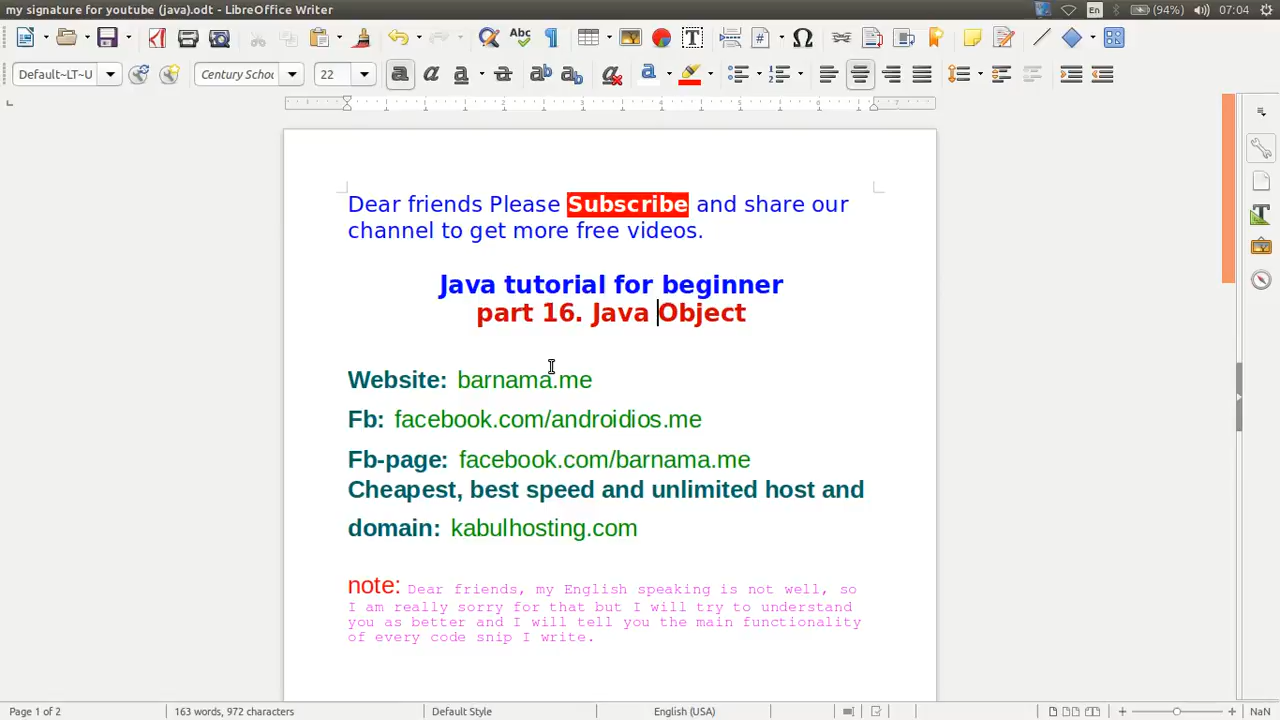 my signature for youtube (java).odt - LibreOffice Writer
En
(94%)
07:04
Default~LT~U
Century Schoo
22
Dear friends Please Subscribe and share our
channel to get more free videos.
Java tutorial for beginner
part 16. Java Object
Website: barnama.me
Fb: facebook.com/androidios.me
Fb-page: facebook.com/barnama.me
Cheapest, best speed and unlimited host and
domain: kabulhosting.com
note: Dear friends, my English speaking is not well, so
I am really sorry for that but I will try to understand
you as better and I will tell you the main functionality
of every code snip I write.
Page 1 of 2
163 words, 972 characters
Default Style
English (USA)
NaN